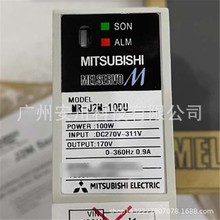 SON
ALM
MITSUBISHI
MELSERVO M
MODEL
MR-J2M-10DU
POWER : 100W
INPUT : DC270V-311V
OUTPUT : 170V
0-360Hz 0.9A
MITSUBISHI ELECTRIC